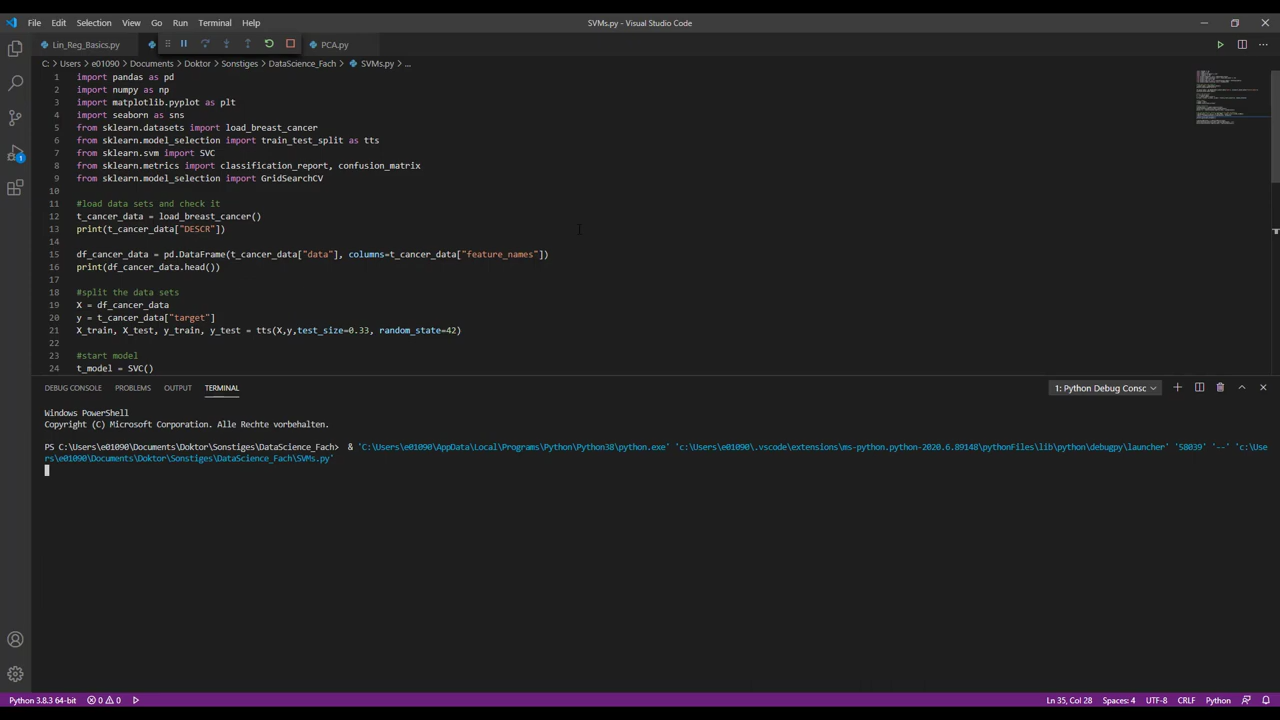 File Edit Selection View Go Run Terminal Help
SVMs.py - Visual Studio Code
Lin_Reg_Basics.py
PCA.py
C: > Users > e01090 > Documents > Doktor > Sonstiges > DataScience_Fach > SVMs.py > ...
1 import pandas as pd
2 import numpy as np
3 import matplotlib.pyplot as plt
4 import seaborn as sns
5 from sklearn.datasets import load_breast_cancer
6 from sklearn.model_selection import train_test_split as tts
7 from sklearn.svm import SVC
8 from sklearn.metrics import classification_report, confusion_matrix
9 from sklearn.model_selection import GridSearchCV
10
11 #load data sets and check it
12 t_cancer_data = load_breast_cancer()
13 print(t_cancer_data["DESCR"])
14
15 df_cancer_data = pd.DataFrame(t_cancer_data["data"], columns=t_cancer_data["feature_names"])
16 print(df_cancer_data.head())
17
18 #split the data sets
19 X = df_cancer_data
20 y = t_cancer_data["target"]
21 X_train, X_test, y_train, y_test = tts(X,y,test_size=0.33, random_state=42)
22
23 #start model
24 t_model = SVC()
DEBUG CONSOLE PROBLEMS OUTPUT TERMINAL
1: Python Debug Consc
Windows PowerShell
Copyright (C) Microsoft Corporation. Alle Rechte vorbehalten.
PS C:\Users\e01090\Documents\Doktor\Sonstiges\DataScience_Fach> & 'C:\Users\e01090\AppData\Local\Programs\Python\Python38\python.exe' 'c:\Users\e01090\.vscode\extensions\ms-python.python-2020.6.89148\pythonFiles\lib\python\debugpy\launcher' '58039' '--' 'c:\Use
rs\e01090\Documents\Doktor\Sonstiges\DataScience_Fach\SVMs.py'
1
Python 3.8.3 64-bit 0 0
Ln 35, Col 28 Spaces: 4 UTF-8 CRLF Python